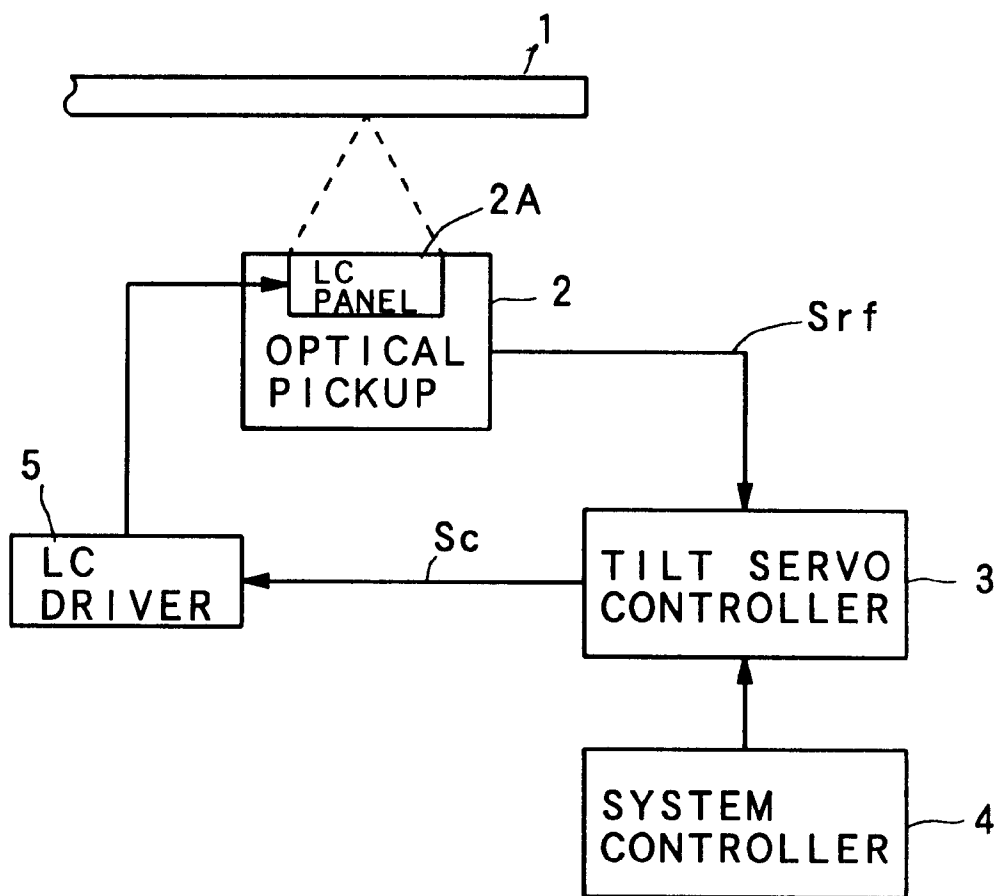 1
2A
LC
PANEL
2
OPTICAL
PICKUP
Srf
5
LC
DRIVER
Sc
TILT SERVO
CONTROLLER
3
SYSTEM
CONTROLLER
4